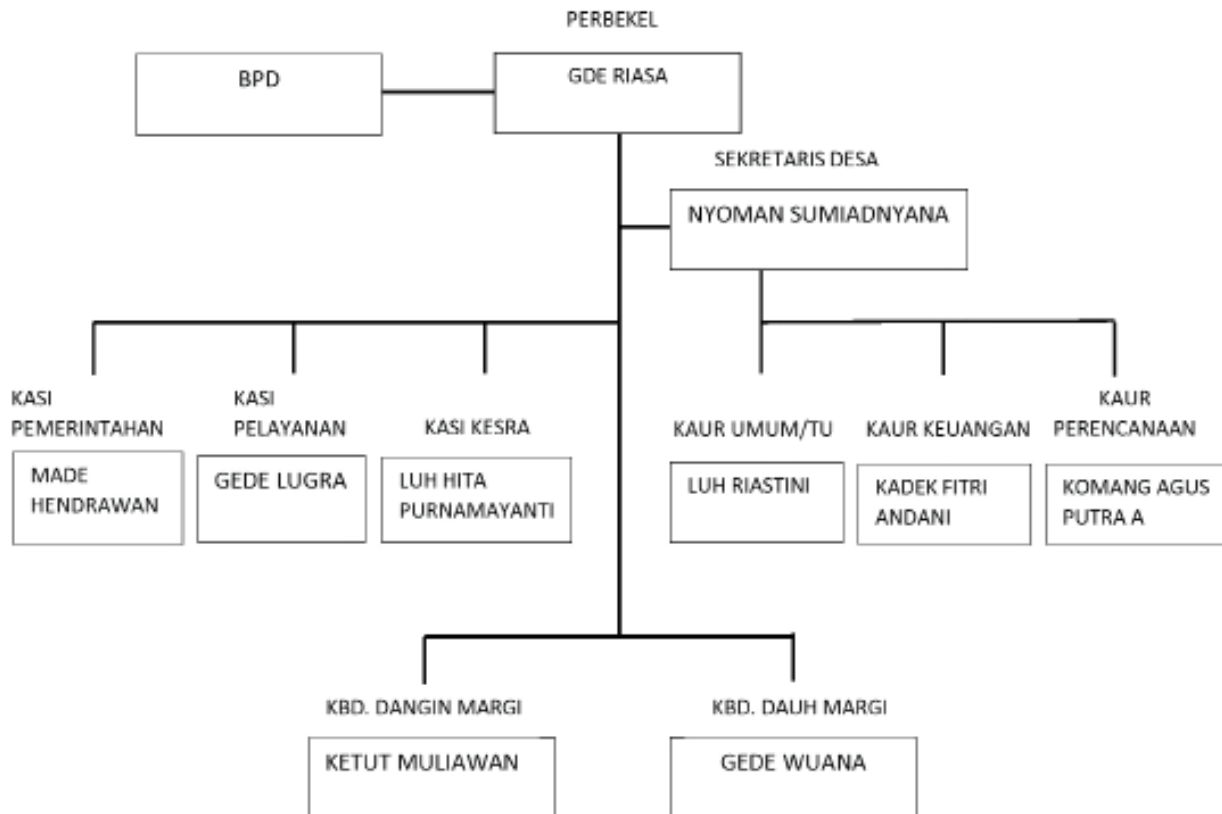 PERBEKEL
BPD
GDE RIASA
SEKRETARIS DESA
NYOMAN SUMIADNYANA
KASI
PEMERINTAHAN
MADE
HENDRAWAN
KASI
PELAYANAN
GEDE LUGRA
KASI KESRA
LUH HITA
PURNAMAYANTI
KAUR UMUM/TU
LUH RIASTINI
KAUR KEUANGAN
KADEK FITRI
ANDANI
KAUR
PERENCANAAN
KOMANG AGUS
PUTRA A
KBD. DANGIN MARGI
KETUT MULIAWAN
KBD. DAUH MARGI
GEDE WUANA